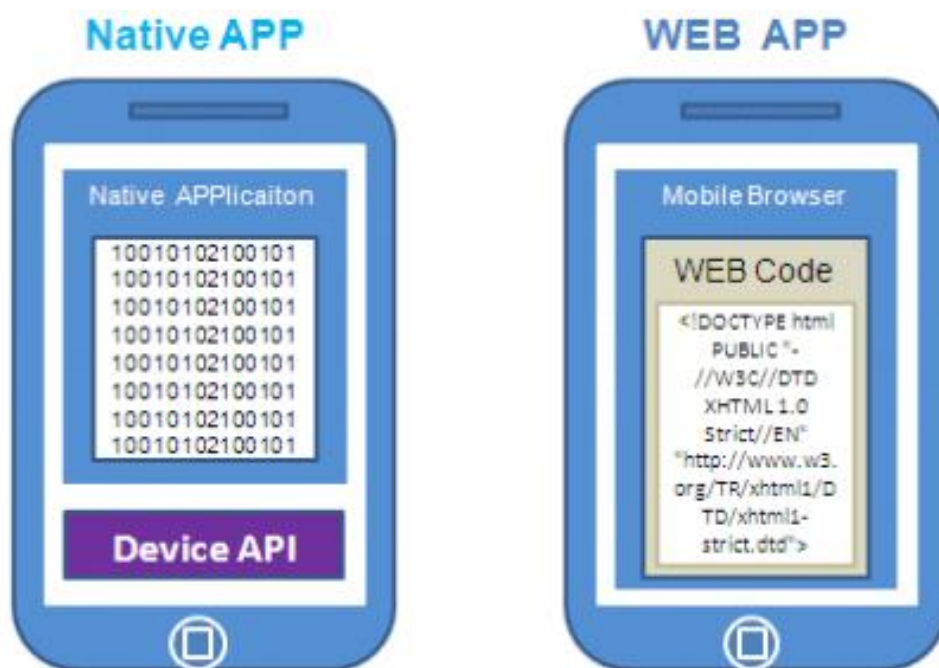 Native APP
Native APPlicaiton
10010102100101
10010102100101
10010102100101
10010102100101
10010102100101
10010102100101
10010102100101
10010102100101
Device API
WEB APP
Mobile Browser
WEB Code
<!DOCTYPE html
PUBLIC "-
//W3C//DTD
XHTML 1.0
Strict//EN"
"http://www.w3.
org/TR/xhtml1/D
TD/xhtml1-
strict.dtd">